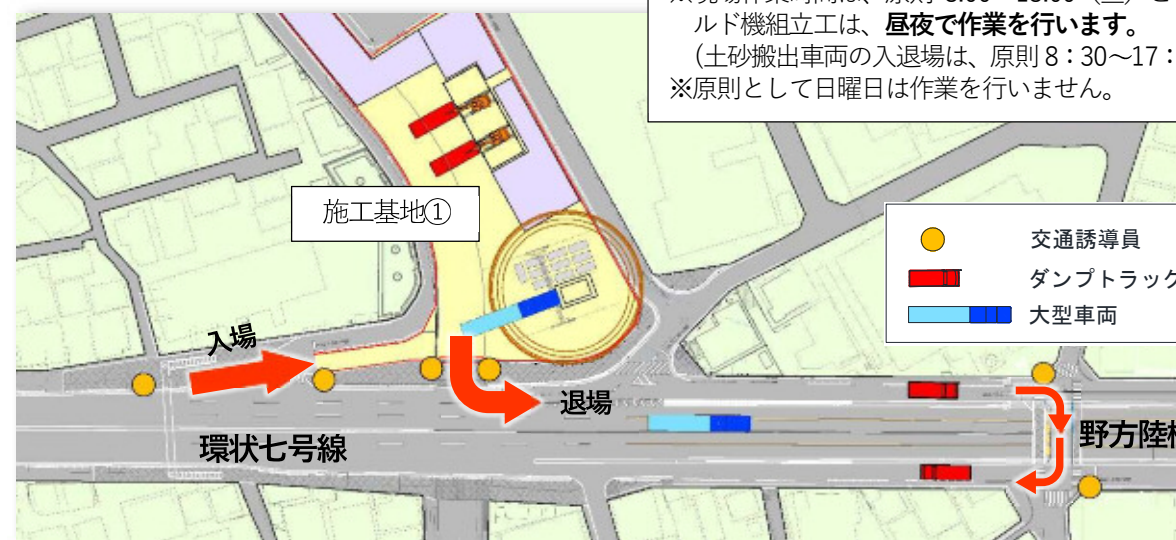 ルド機組立工は、昼夜で作業を行います。
(土砂搬出車両の入退場は、原則 8：30～17：
※原則として日曜日は作業を行いません。
施工基地①
交通誘導員
ダンプトラック
大型車両
入場
退場
環状七号線
野方陸橋